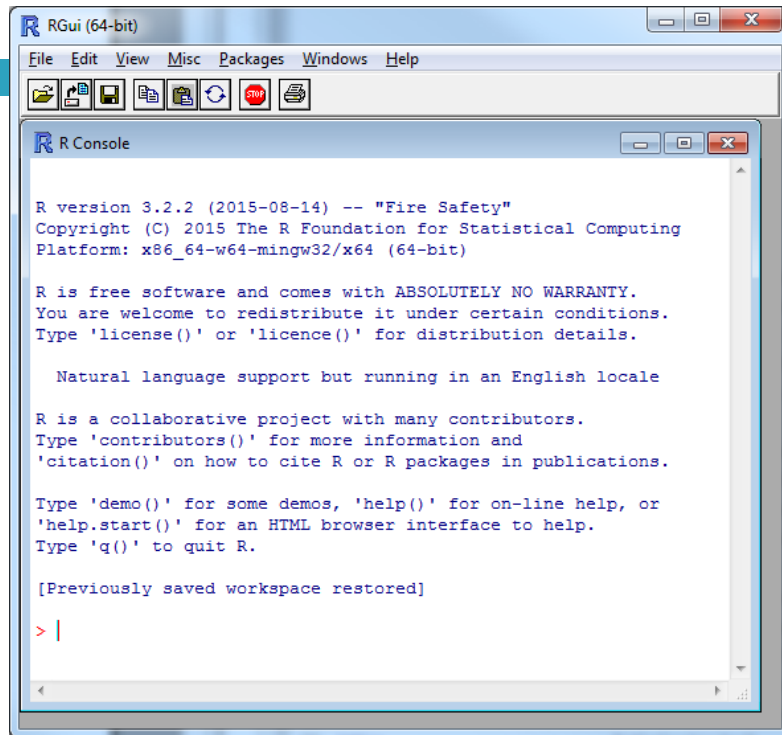 RGui (64-bit)
File Edit View Misc Packages Windows Help
STOP
R Console
R version 3.2.2 (2015-08-14) -- "Fire Safety"
Copyright (C) 2015 The R Foundation for Statistical Computing
Platform: x86_64-w64-mingw32/x64 (64-bit)
R is free software and comes with ABSOLUTELY NO WARRANTY.
You are welcome to redistribute it under certain conditions.
Type 'license()' or 'licence()' for distribution details.
Natural language support but running in an English locale
R is a collaborative project with many contributors.
Type 'contributors()' for more information and
'citation()' on how to cite R or R packages in publications.
Type 'demo()' for some demos, 'help()' for on-line help, or
'help.start()' for an HTML browser interface to help.
Type 'q()' to quit R.
[Previously saved workspace restored]
>